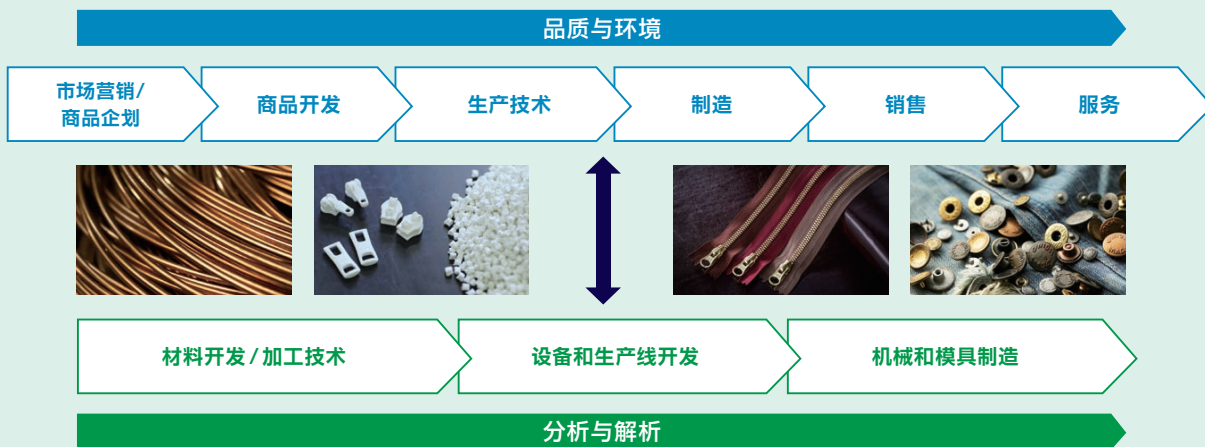 品质与环境
市场营销/
商品企划
商品开发
生产技术
制造
销售
服务
材料开发/加工技术
设备和生产线开发
机械和模具制造
分析与解析